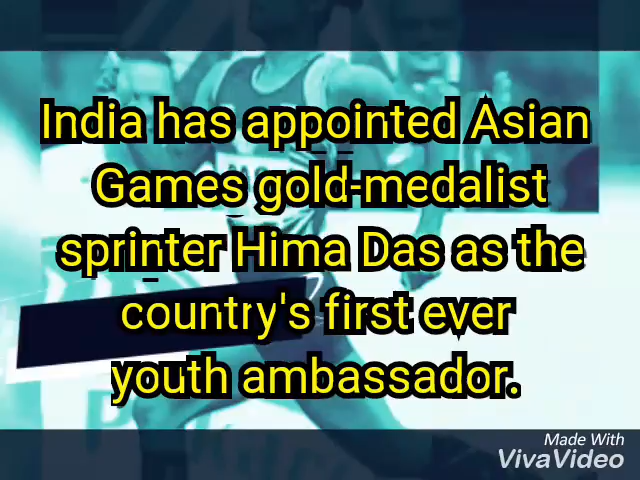 India has appointed Asian
Games gold-medalist
sprinter Hima Das as the
country's first ever
youth ambassador.
Made With
VivaVideo